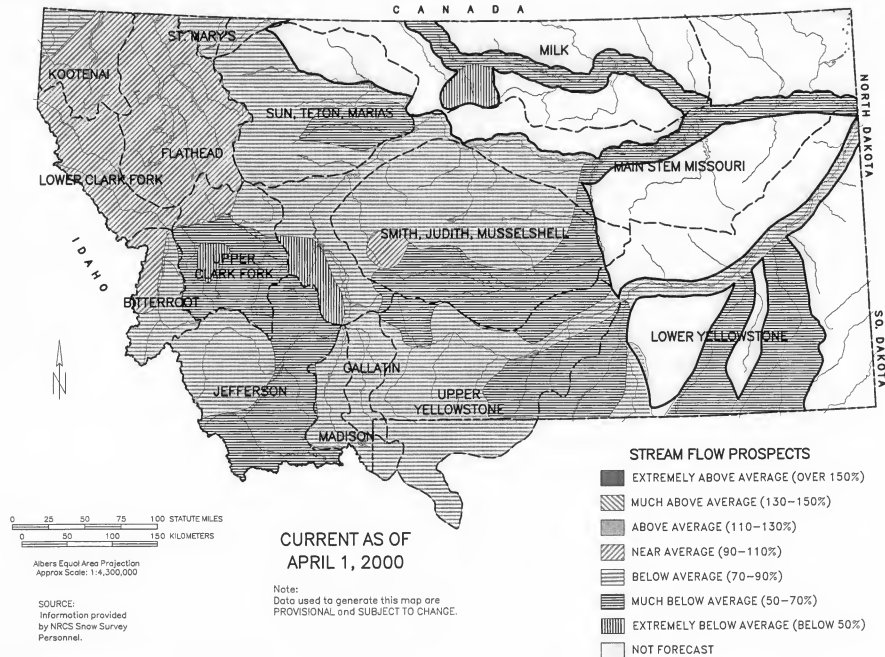 CANADA
ST. MARY'S
MILK
KOOTENAI
NORTH DAKOTA
SUN, TETON, MARIAS
FLATHEAD
LOWER CLARK FORK
MAIN STEM MISSOURI
IDAHO
SMITH, JUDITH, MUSSELSHELL
UPPER
CLARK FORK
BITTERROOT
SO. DAKOTA
LOWER YELLOWSTONE
N
GALLATIN
JEFFERSON
UPPER
YELLOWSTONE
MADISON
STREAM FLOW PROSPECTS
EXTREMELY ABOVE AVERAGE (OVER 150%)
MUCH ABOVE AVERAGE (130-150%)
ABOVE AVERAGE (110-130%)
NEAR AVERAGE (90-110%)
BELOW AVERAGE (70-90%)
MUCH BELOW AVERAGE (50-70%)
EXTREMELY BELOW AVERAGE (BELOW 50%)
NOT FORECAST
0 25 50 75 100 STATUTE MILES
0 50 100 150 KILOMETERS
Albers Equal Area Projection
Approx Scale: 1:4,300,000
CURRENT AS OF
APRIL 1, 2000
SOURCE:
Information provided
by NRCS Snow Survey
Personnel.
Note:
Data used to generate this map are
PROVISIONAL and SUBJECT TO CHANGE.